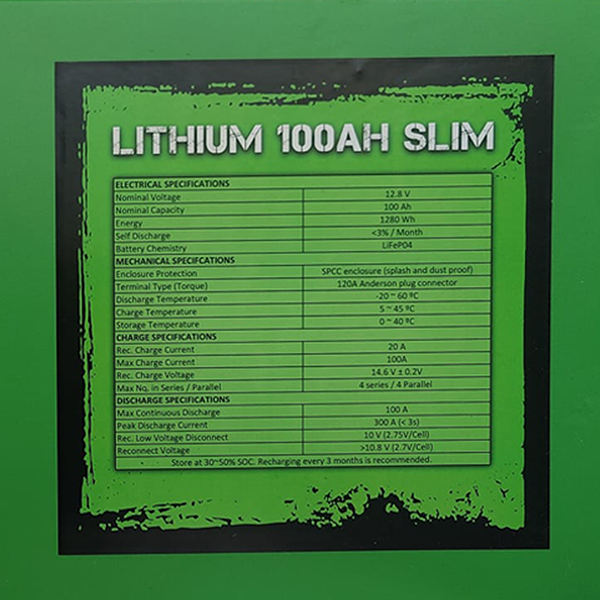 LITHIUM 100AH SLIM
ELECTRICAL SPECIFICATIONS
Nominal Voltage 12.8 V
Nominal Capacity 100 Ah
Energy 1280 Wh
Self Discharge <3% / Month
Battery Chemistry LiFePO4
MECHANICAL SPECIFCATIONS
Enclosure Protection SPCC enclosure (splash and dust proof)
Terminal Type (Torque) 120A Anderson plug connector
Discharge Temperature -20 ~ 60 ºC
Charge Temperature 5 ~ 45 ºC
Storage Temperature 0 ~ 40 ºC
CHARGE SPECIFICATIONS
Rec. Charge Current 20 A
Max Charge Current 100A
Rec. Charge Voltage 14.6 V ± 0.2V
Max No. in Series / Parallel 4 series / 4 Parallel
DISCHARGE SPECIFICATIONS
Max Continuous Discharge 100 A
Peak Discharge Current 300 A (< 3s)
Rec. Low Voltage Disconnect 10 V (2.75V/Cell)
Reconnect Voltage >10.8 V (2.7V/Cell)
Store at 30~50% SOC. Recharging every 3 months is recommended.